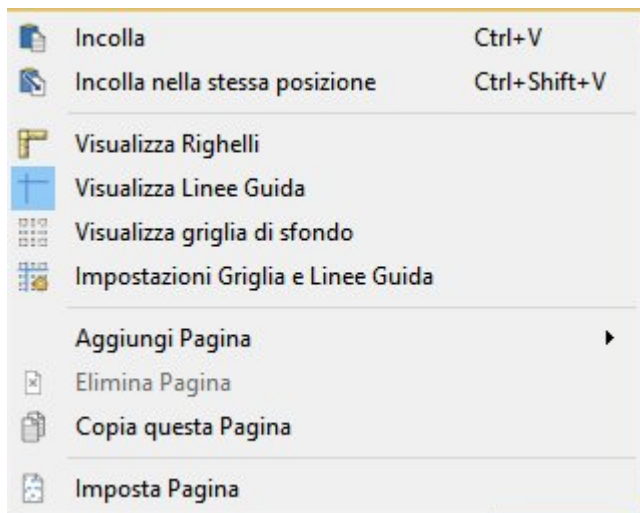 Incolla Ctrl+V
Incolla nella stessa posizione Ctrl+Shift+V
Visualizza Righelli
Visualizza Linee Guida
Visualizza griglia di sfondo
Impostazioni Griglia e Linee Guida
Aggiungi Pagina
Elimina Pagina
Copia questa Pagina
Imposta Pagina